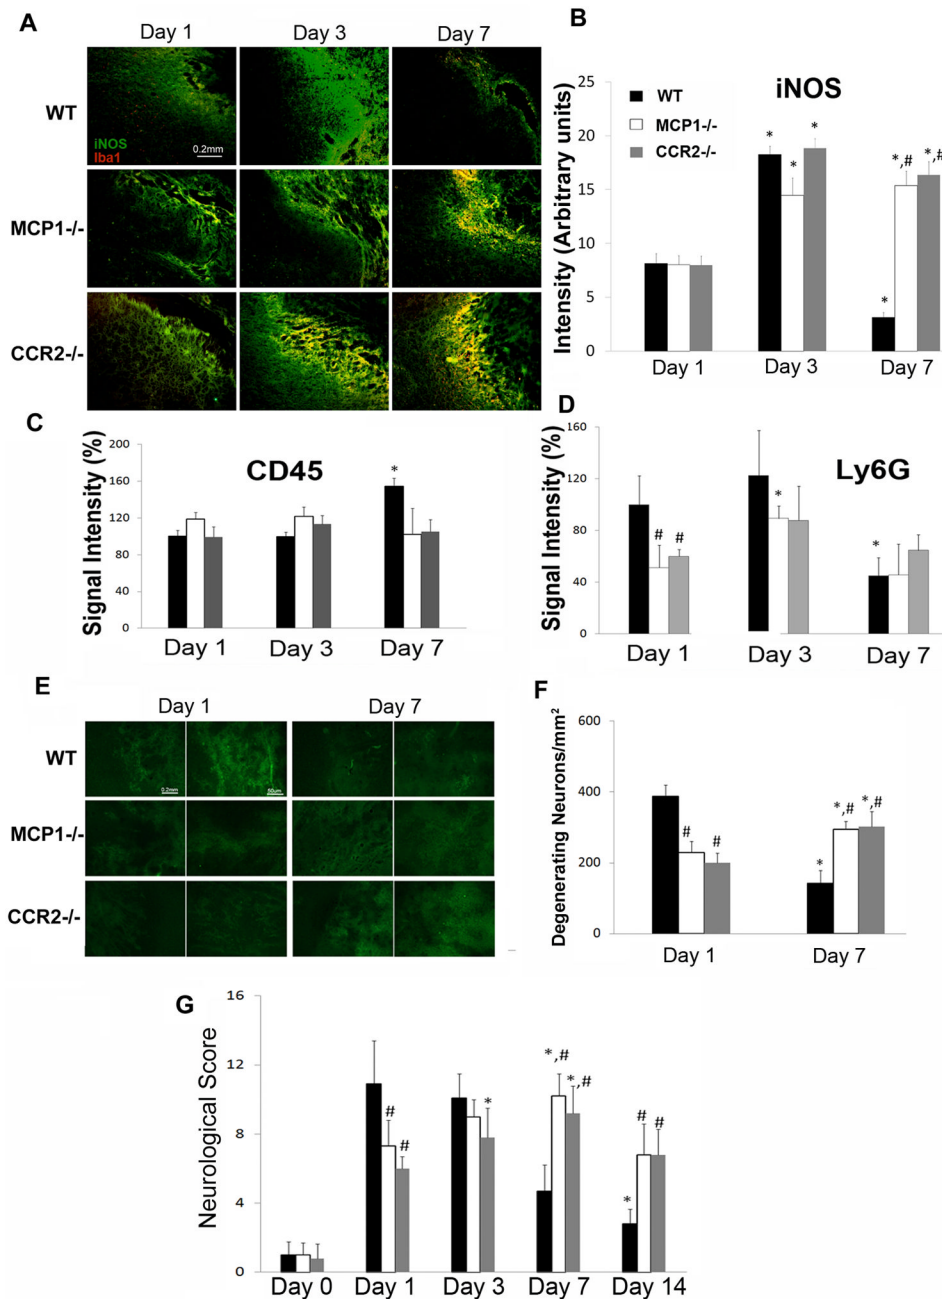 A
Day 1
Day 3
Day 7
WT
iNOS
Iba1
0.2mm
MCP1-/-
CCR2-/-
B
iNOS
Intensity (Arbitrary units)
25
20
15
10
5
0
WT
MCP1-/-
CCR2-/-
*
*
*
*
*,#
*,#
Day 1
Day 3
Day 7
C
CD45
Signal Intensity (%)
200
160
120
80
40
0
*
Day 1
Day 3
Day 7
D
Ly6G
Signal Intensity (%)
160
120
80
40
0
#
#
*
*
Day 1
Day 3
Day 7
E
Day 1
Day 7
WT
0.2mm
50µm
MCP1-/-
CCR2-/-
F
Degenerating Neurons/mm²
600
400
200
0
#
#
*
*,#
*,#
Day 1
Day 7
G
Neurological Score
16
12
8
4
0
#
#
*
*,#
*,#
*
#
#
Day 0
Day 1
Day 3
Day 7
Day 14